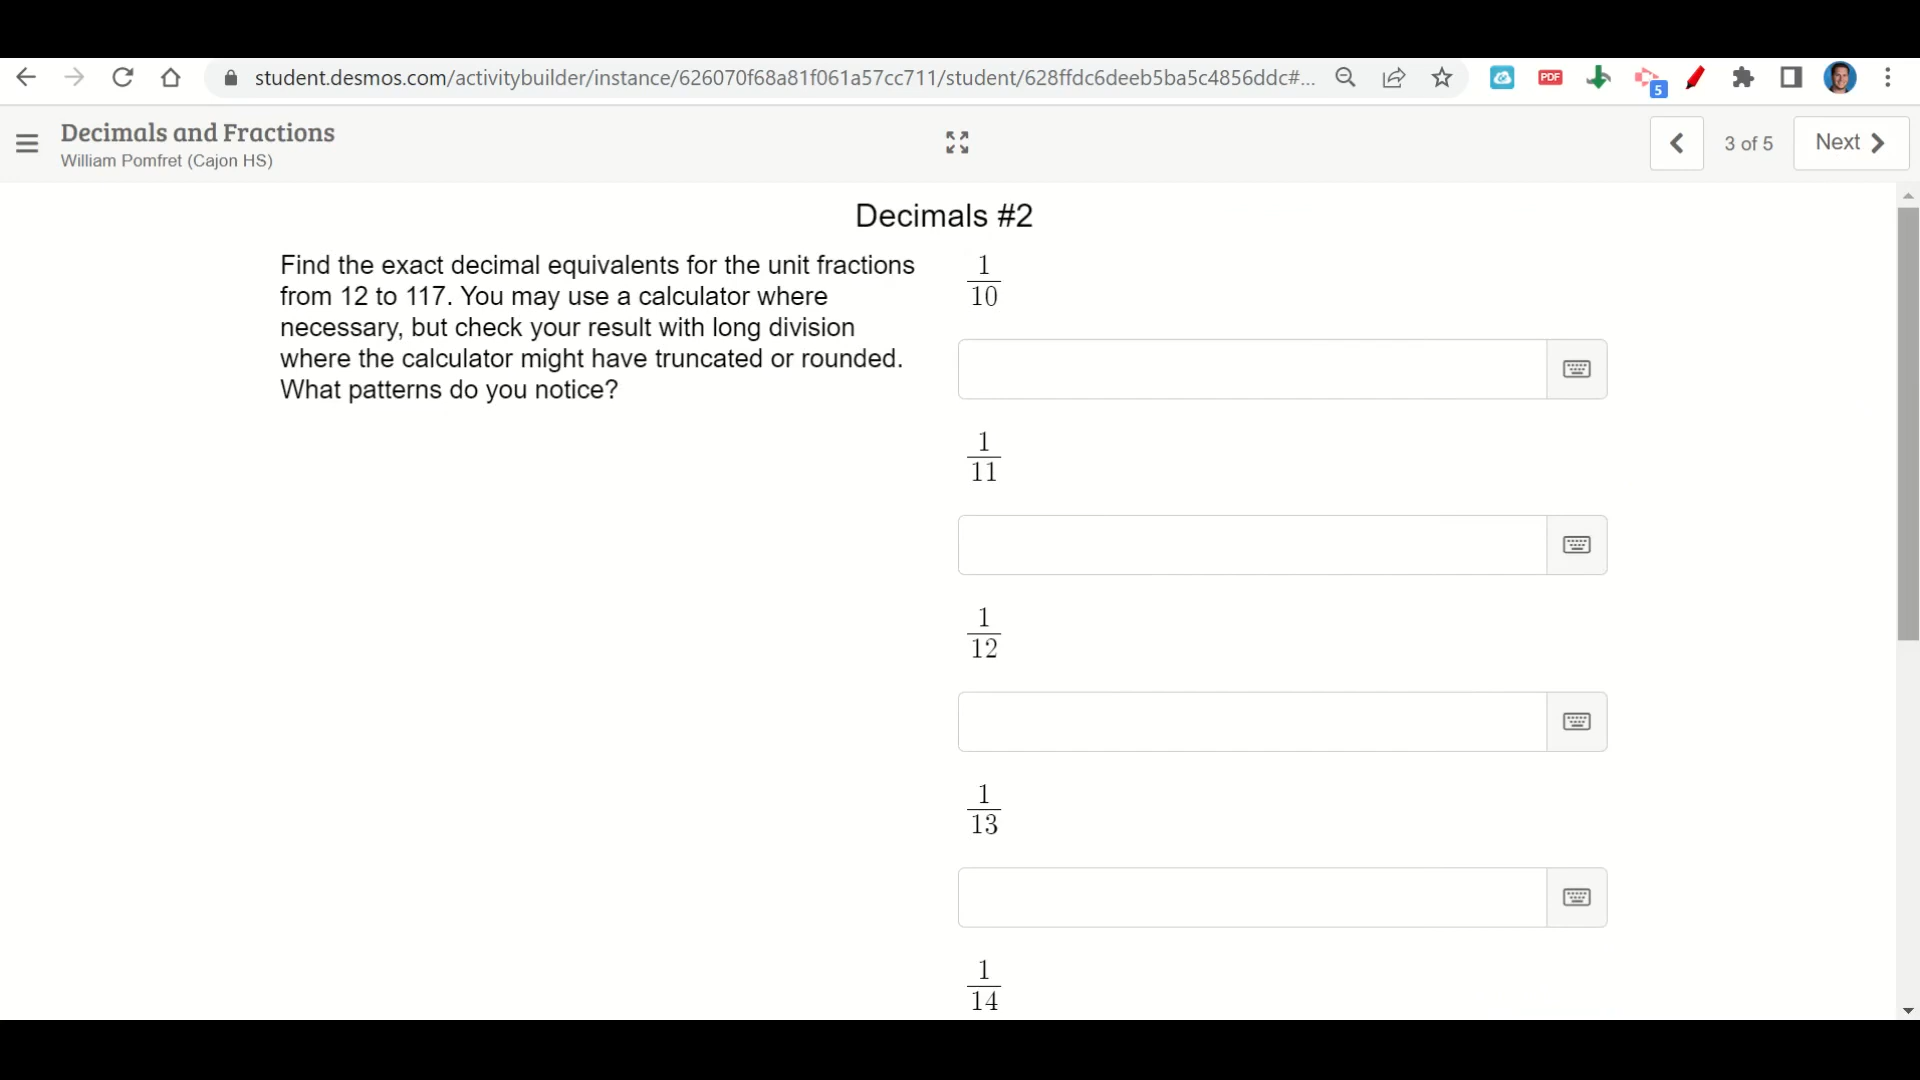 student.desmos.com/activitybuilder/instance/626070f68a81f061a57cc711/student/628ffdc6deeb5ba5c4856ddc#...
PDF
5
Decimals and Fractions
William Pomfret (Cajon HS)
3 of 5
Next
Decimals #2
Find the exact decimal equivalents for the unit fractions
from 12 to 117. You may use a calculator where
necessary, but check your result with long division
where the calculator might have truncated or rounded.
What patterns do you notice?
1
10
1
11
1
12
1
13
1
14